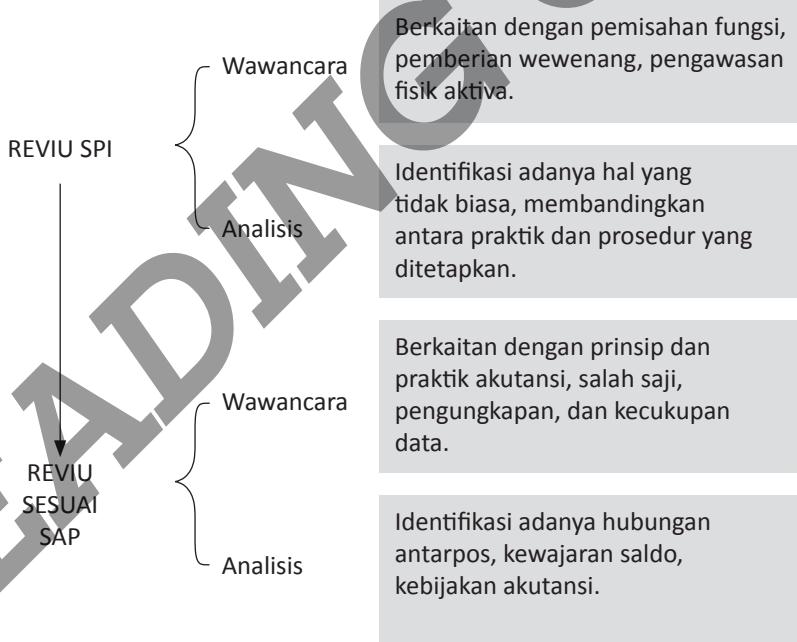 Berkaitan dengan pemisahan fungsi,
pemberian wewenang, pengawasan
fisik aktiva.
Wawancara
REVIU SPI
Identifikasi adanya hal yang
tidak biasa, membandingkan
antara praktik dan prosedur yang
ditetapkan.
Analisis
Berkaitan dengan prinsip dan
praktik akutansi, salah saji,
pengungkapan, dan kecukupan
data.
Wawancara
REVIU
SESUAI
SAP
Identifikasi adanya hubungan
antarpos, kewajaran saldo,
kebijakan akutansi.
Analisis
EADING